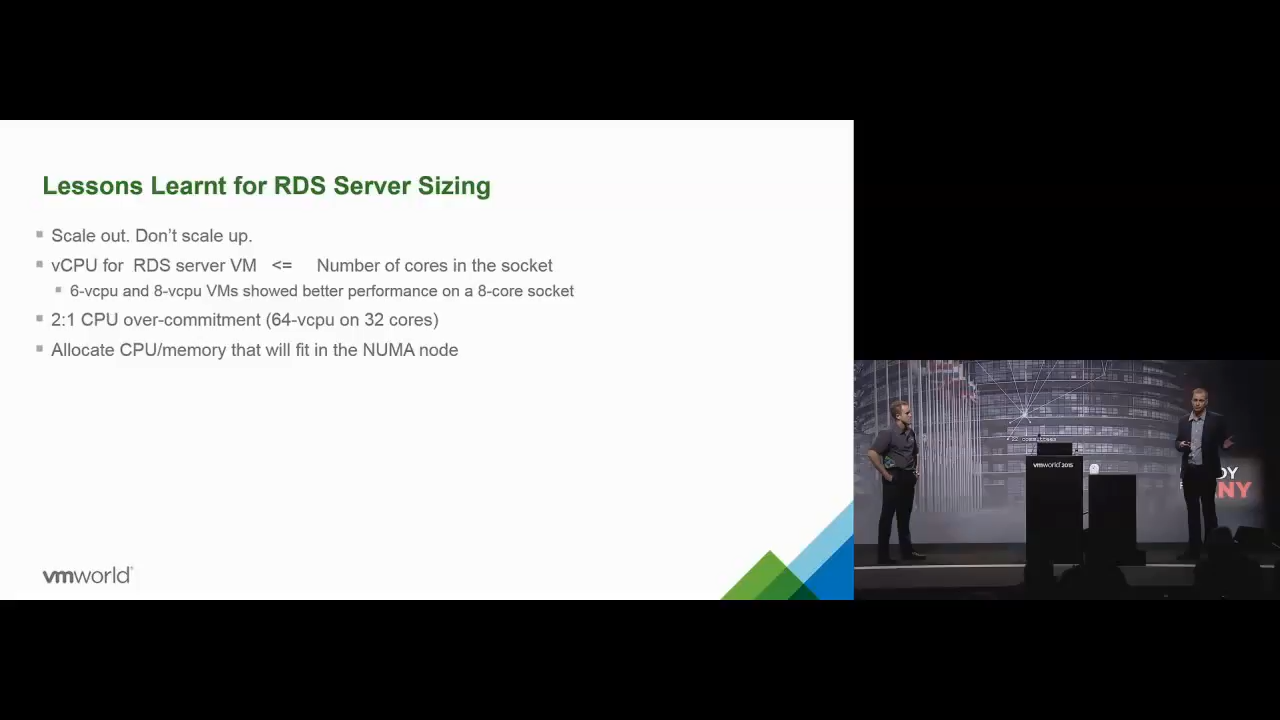 Lessons Learnt for RDS Server Sizing
Scale out. Don't scale up.
vCPU for RDS server VM <= Number of cores in the socket
6-vcpu and 8-vcpu VMs showed better performance on a 8-core socket
2:1 CPU over-commitment (64-vcpu on 32 cores)
Allocate CPU/memory that will fit in the NUMA node
vmworld
vmworld 2015